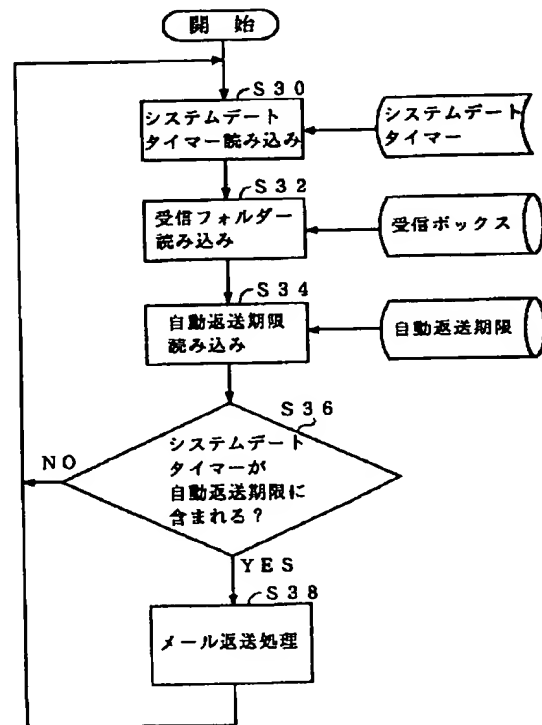 開 始
S30
システムデート
タイマー読み込み
システムデート
タイマー
S32
受信フォルダー
読み込み
受信ボックス
S34
自動返送期限
読み込み
自動返送期限
S36
システムデート
タイマーが
自動返送期限に
含まれる?
NO
YES
S38
メール返送処理